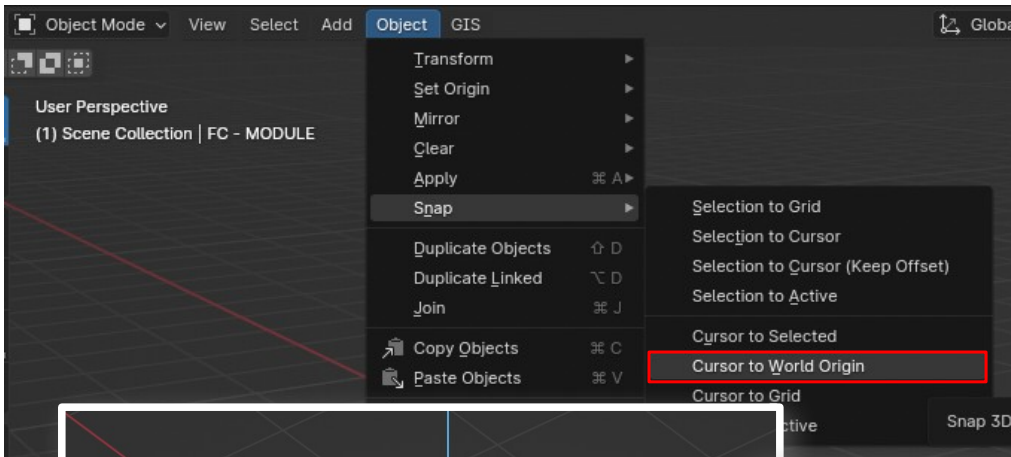 Object Mode View Select Add Object GIS Globa
User Perspective
(1) Scene Collection | FC - MODULE
Transform
Set Origin
Mirror
Clear
Apply ⌘ A
Snap
Duplicate Objects ⇧ D
Duplicate Linked ⌥ D
Join ⌘ J
Copy Objects ⌘ C
Paste Objects ⌘ V
Selection to Grid
Selection to Cursor
Selection to Cursor (Keep Offset)
Selection to Active
Cursor to Selected
Cursor to World Origin
Cursor to Grid
ctive
Snap 3D